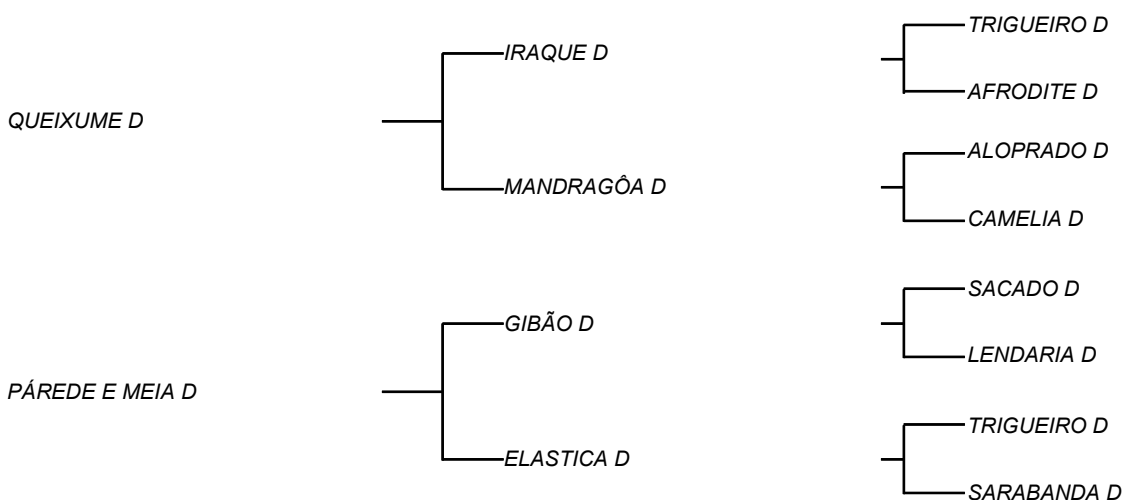 TRIGUEIRO D
IRAQUE D
AFRODITE D
QUEIXUME D
ALOPRADO D
MANDRAGÔA D
CAMELIA D
SACADO D
GIBÃO D
LENDARIA D
PÁREDE E MEIA D
TRIGUEIRO D
ELASTICA D
SARABANDA D